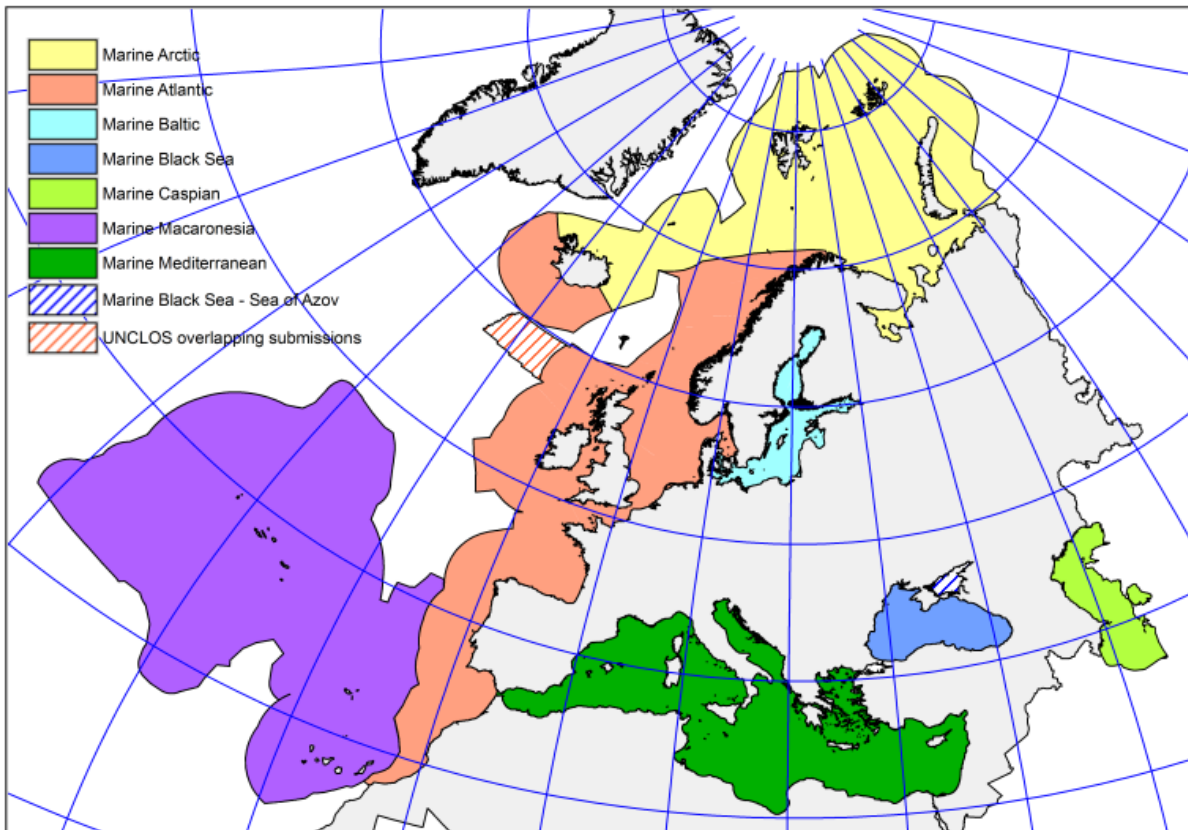 Marine Arctic
Marine Atlantic
Marine Baltic
Marine Black Sea
Marine Caspian
Marine Macaronesia
Marine Mediterranean
Marine Black Sea - Sea of Azov
UNCLOS overlapping submissions